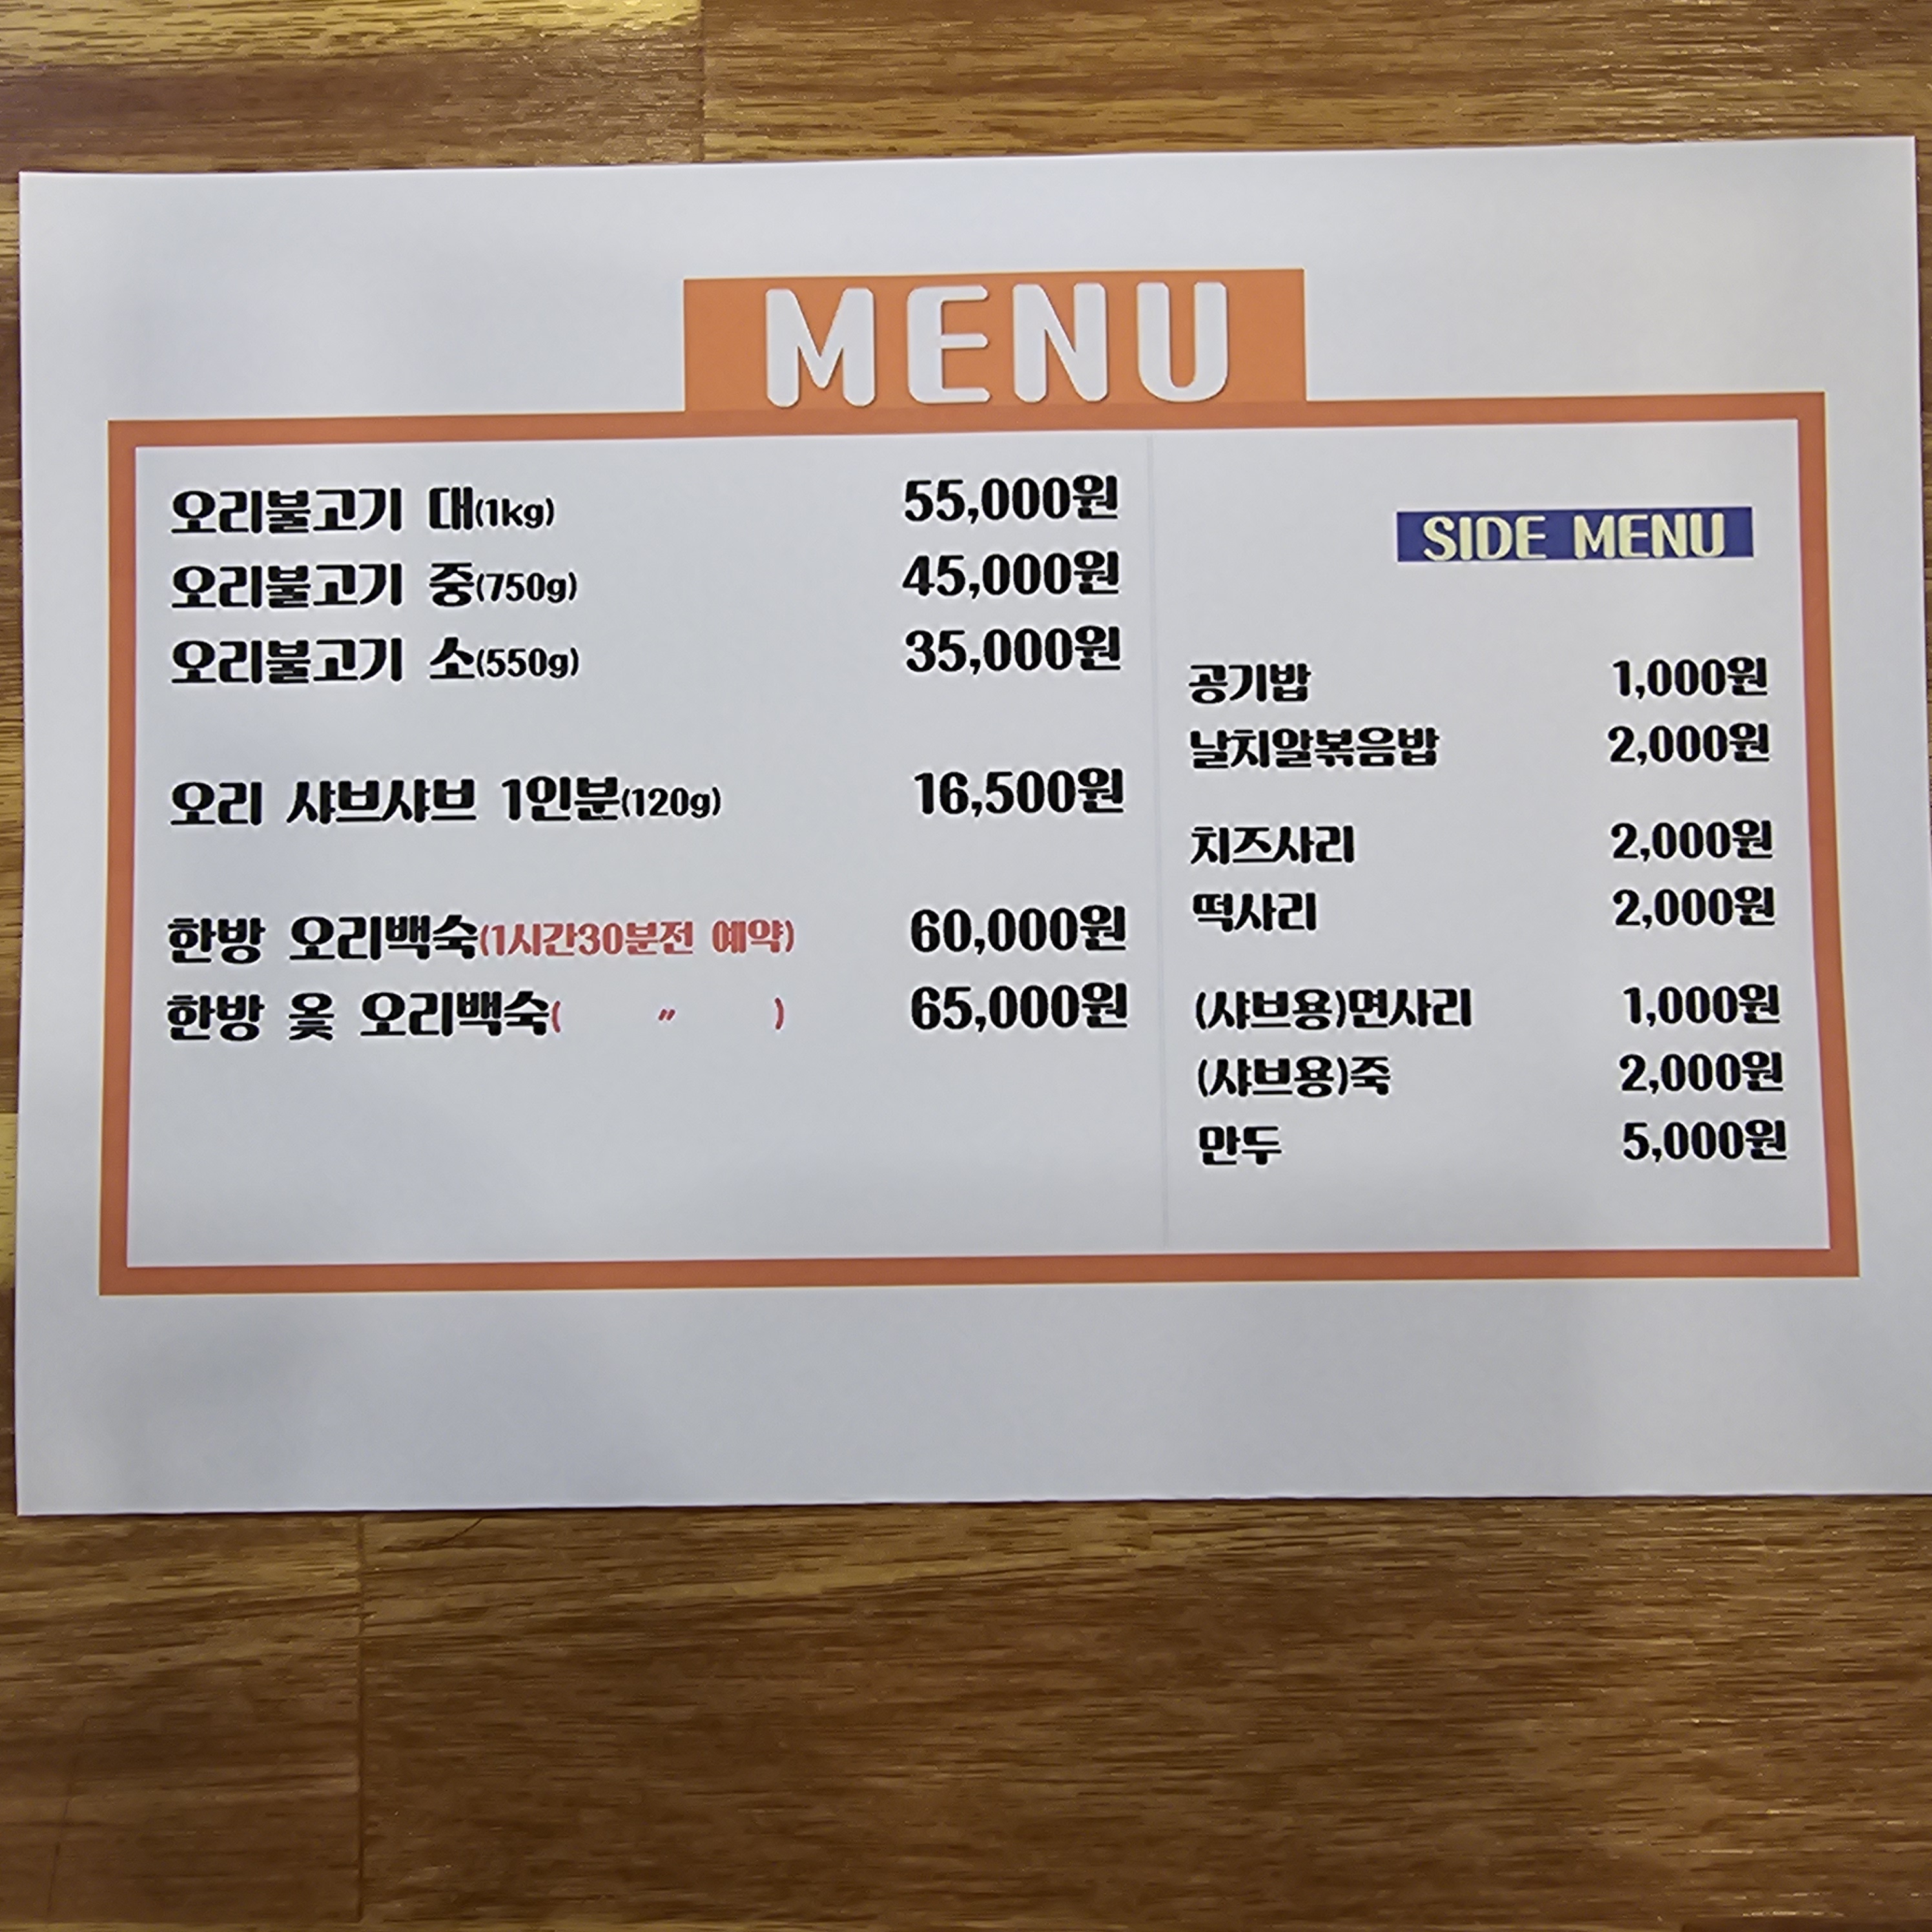 MENU
오리불고기 대(1kg) 55,000원
오리불고기 중(750g) 45,000원
오리불고기 소(550g) 35,000원
오리 샤브샤브 1인분(120g) 16,500원
한방 오리백숙(1시간30분전 예약) 60,000원
한방 옻 오리백숙( 〃 ) 65,000원
SIDE MENU
공기밥 1,000원
날치알볶음밥 2,000원
치즈사리 2,000원
떡사리 2,000원
(샤브용)면사리 1,000원
(샤브용)죽 2,000원
만두 5,000원